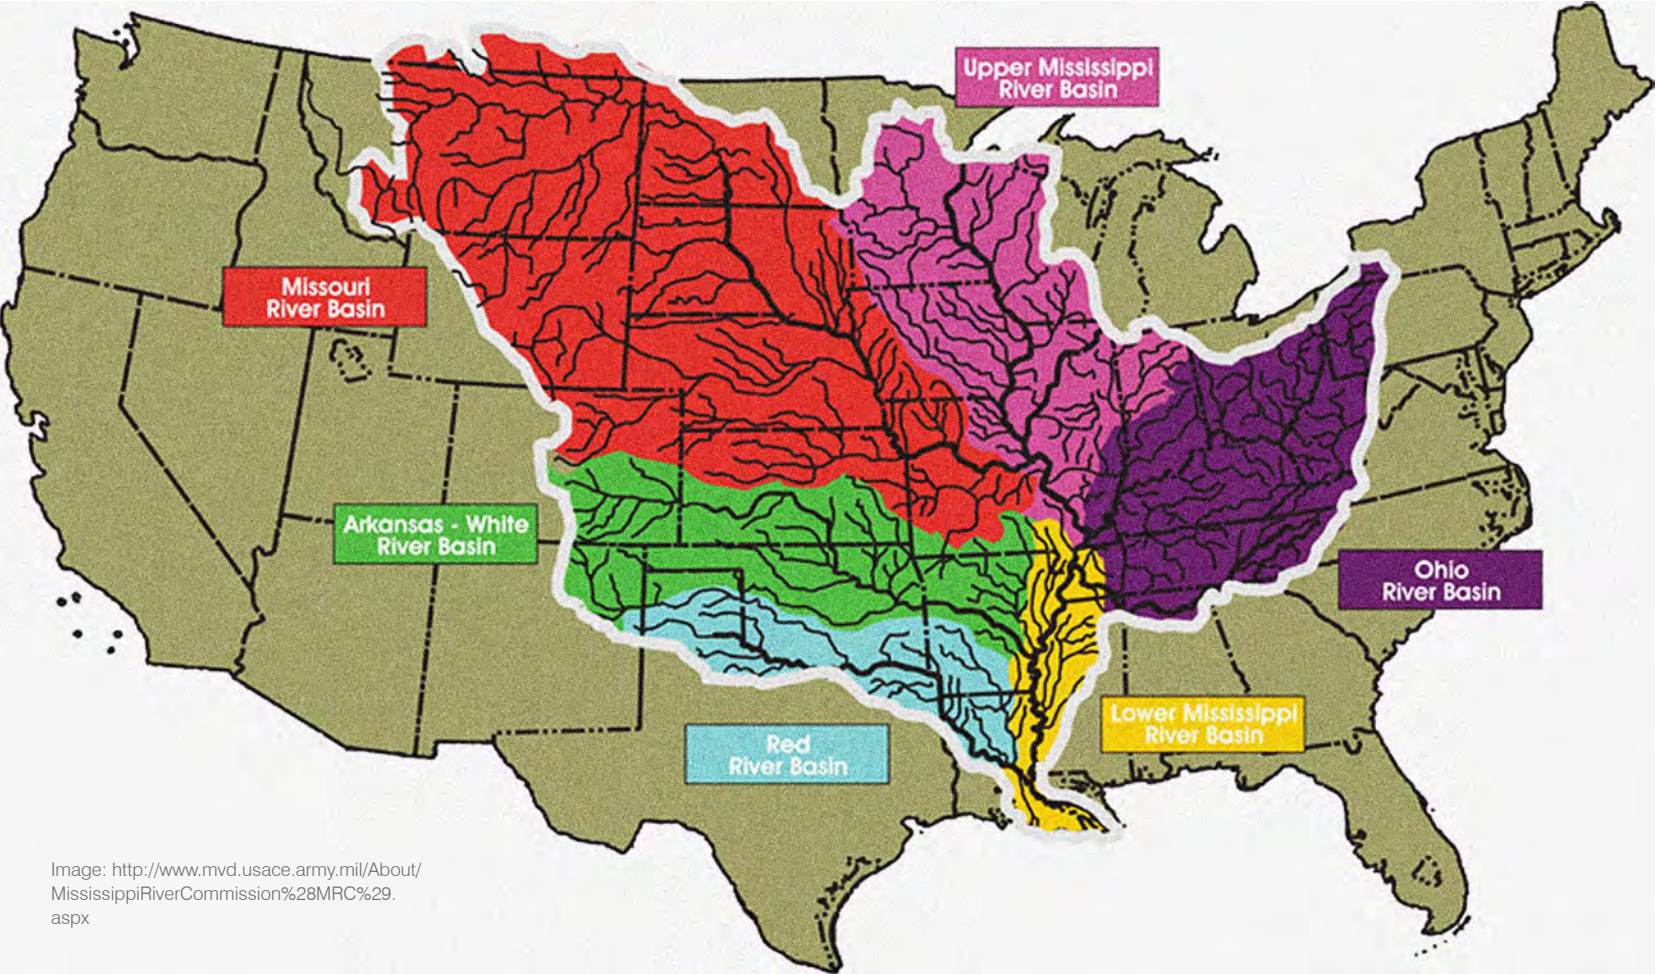 Upper Mississippi
River Basin
Missouri
River Basin
Arkansas - White
River Basin
Ohio
River Basin
Lower Mississippi
River Basin
Red
River Basin
Image: http://www.mvd.usace.army.mil/About/
MississippiRiverCommission%28MRC%29.
aspx